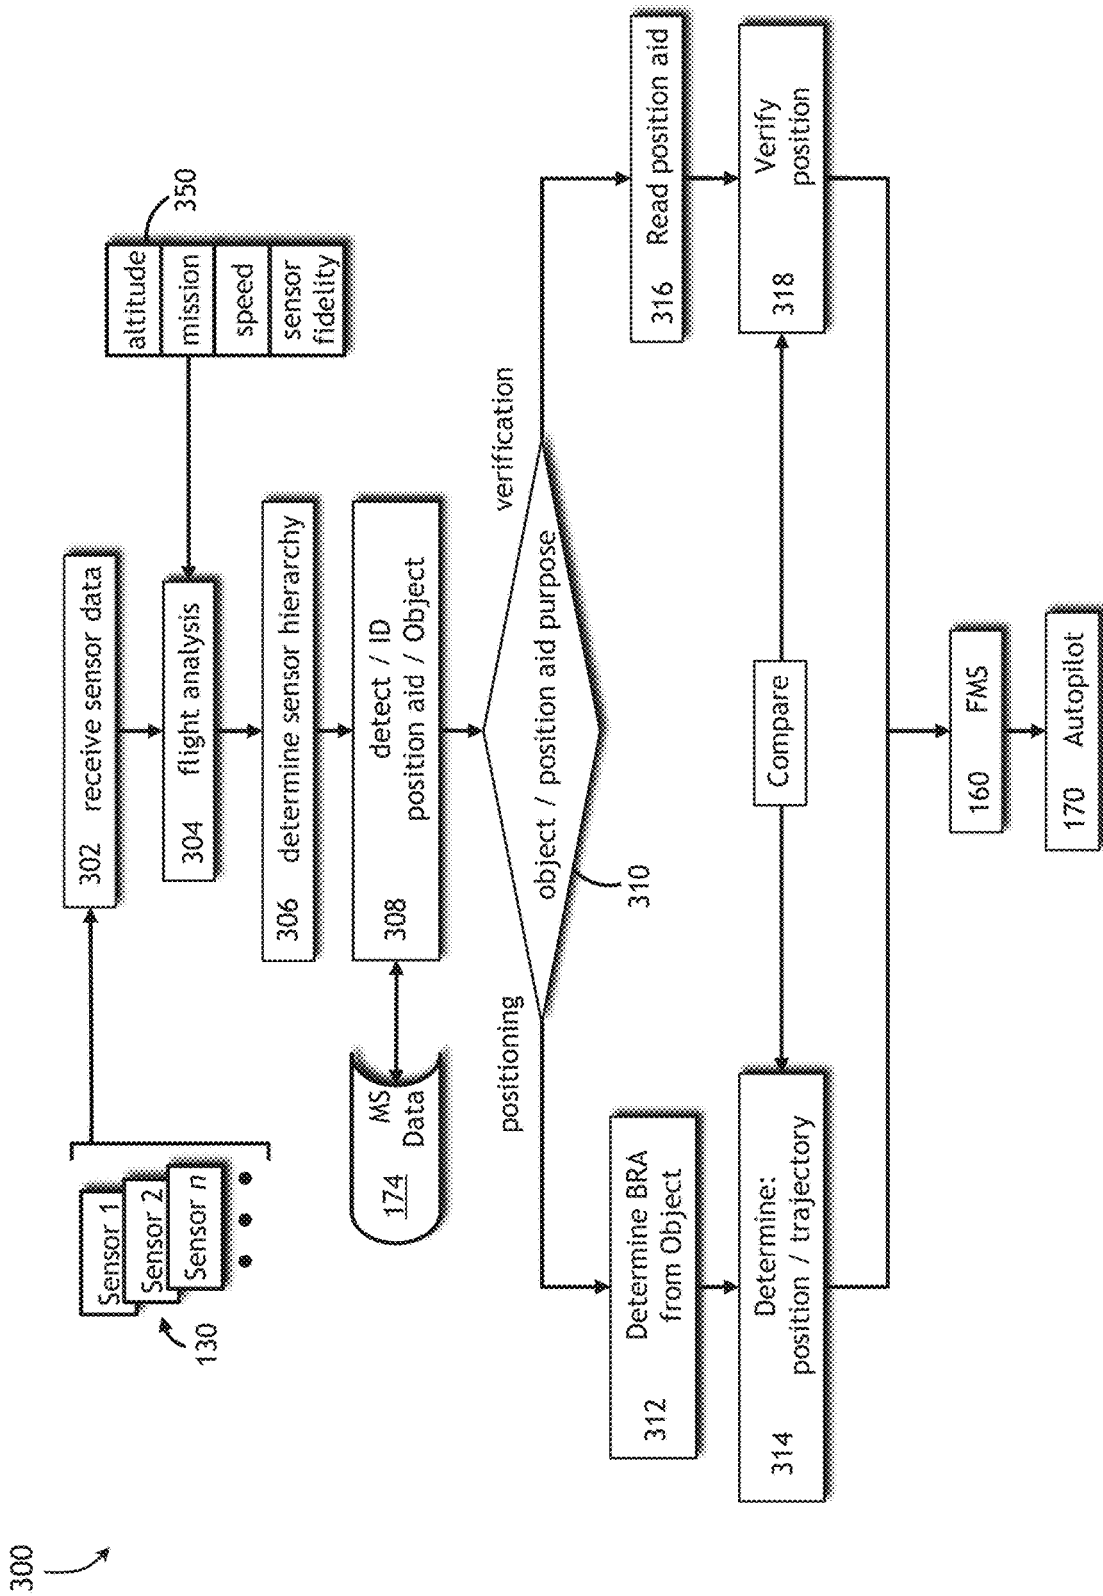 300
Sensor 1
Sensor 2
Sensor n
130
302 receive sensor data
304 flight analysis
altitude
mission
speed
sensor
fidelity
350
306 determine sensor hierarchy
MS
Data
174
detect / ID
308 position aid / Object
positioning
verification
object / position aid purpose
310
Determine BRA
312 from Object
316 Read position aid
Determine:
314 position / trajectory
Compare
Verify
318 position
160 FMS
170 Autopilot